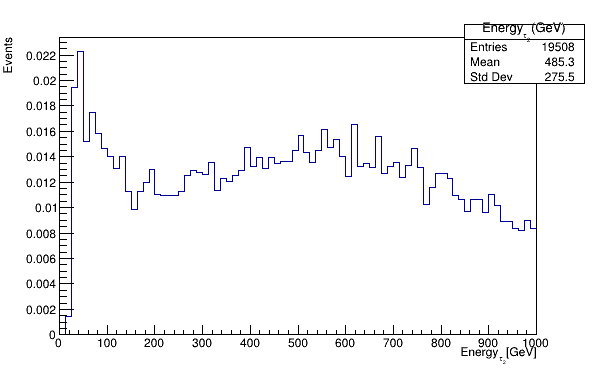 Energy_τ₂ (GeV)
Entries 19508
Mean 485.3
Std Dev 275.5
Events
0.022
0.02
0.018
0.016
0.014
0.012
0.01
0.008
0.006
0.004
0.002
0
0 100 200 300 400 500 600 700 800 900 1000
Energy_τ₂ [GeV]